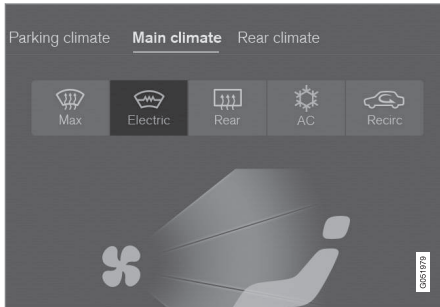 Parking climate Main climate Rear climate
Max Electric Rear AC Recirc
G051979